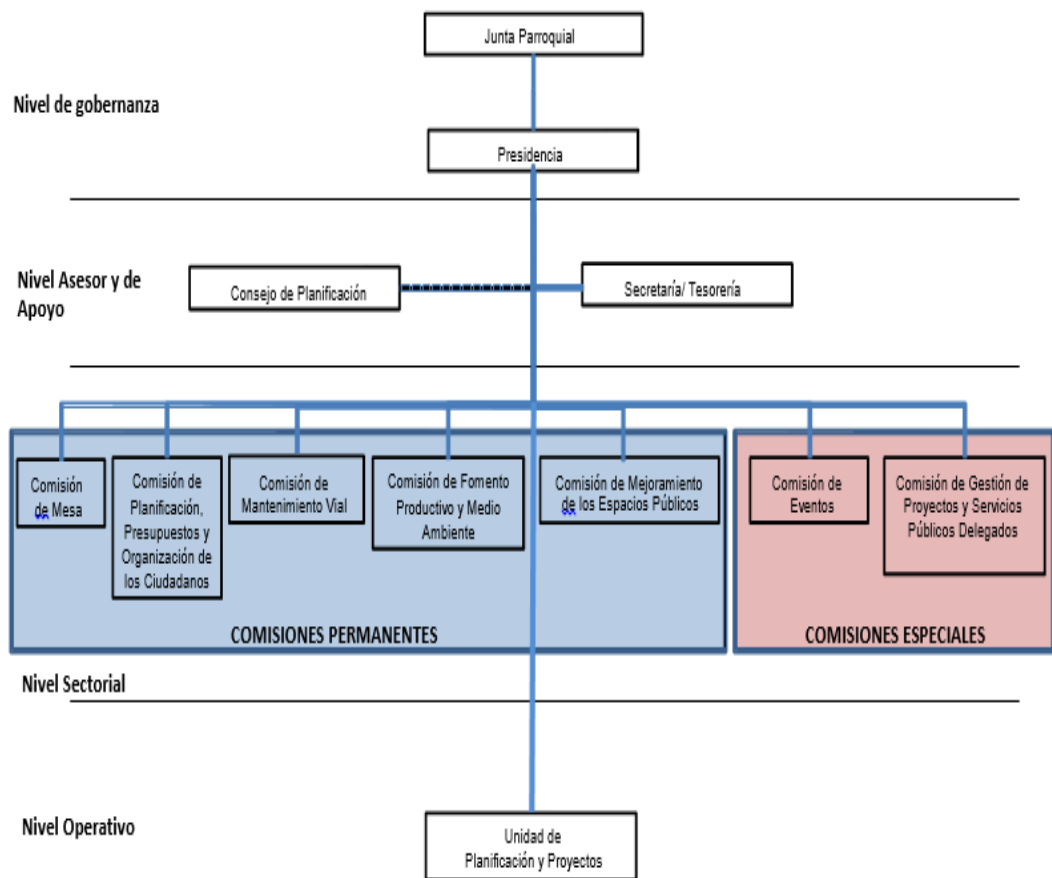 Junta Parroquial
Nivel de gobernanza
Presidencia
Nivel Asesor y de
Apoyo
Consejo de Planificación
Secretaría/ Tesorería
Comisión
de Mesa
Comisión de
Planificación,
Presupuestos y
Organización de
los Ciudadanos
Comisión de
Mantenimiento Vial
Comisión de Fomento
Productivo y Medio
Ambiente
Comisión de Mejoramiento
de los Espacios Públicos
Comisión de
Eventos
Comisión de Gestión de
Proyectos y Servicios
Públicos Delegados
COMISIONES PERMANENTES
COMISIONES ESPECIALES
Nivel Sectorial
Nivel Operativo
Unidad de
Planificación y Proyectos